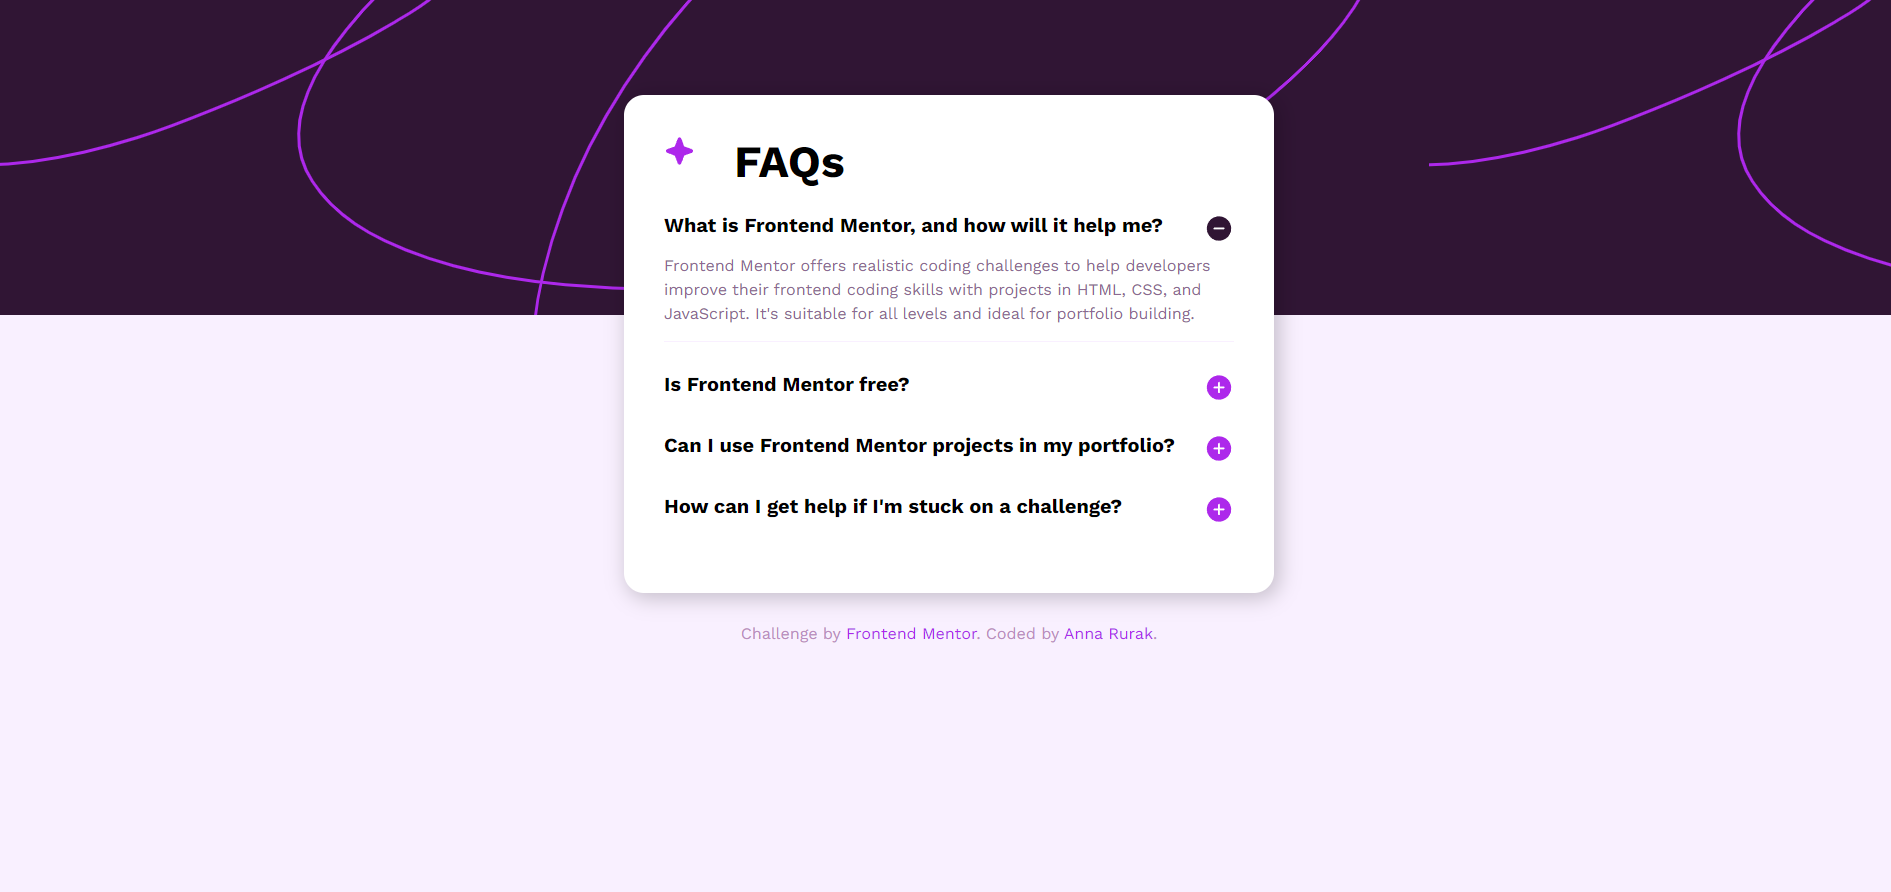 FAQs
What is Frontend Mentor, and how will it help me?
Frontend Mentor offers realistic coding challenges to help developers
improve their frontend coding skills with projects in HTML, CSS, and
JavaScript. It's suitable for all levels and ideal for portfolio building.
Is Frontend Mentor free?
Can I use Frontend Mentor projects in my portfolio?
How can I get help if I'm stuck on a challenge?
Challenge by Frontend Mentor. Coded by Anna Rurak.